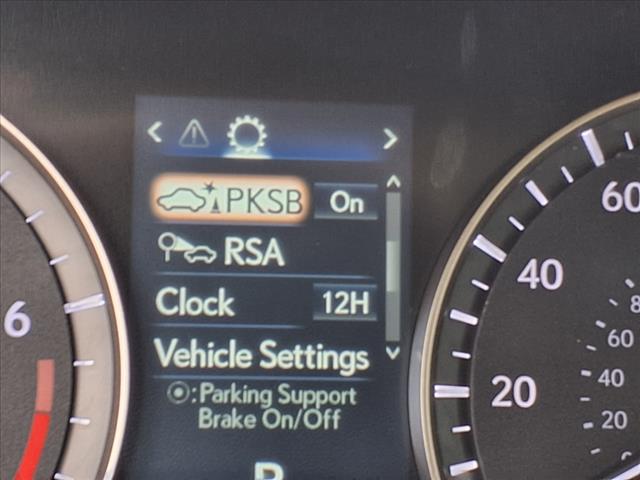 PKSB On
RSA
Clock 12H
Vehicle Settings
:Parking Support
Brake On/Off
6
60
40
20
80
60
40
20
0